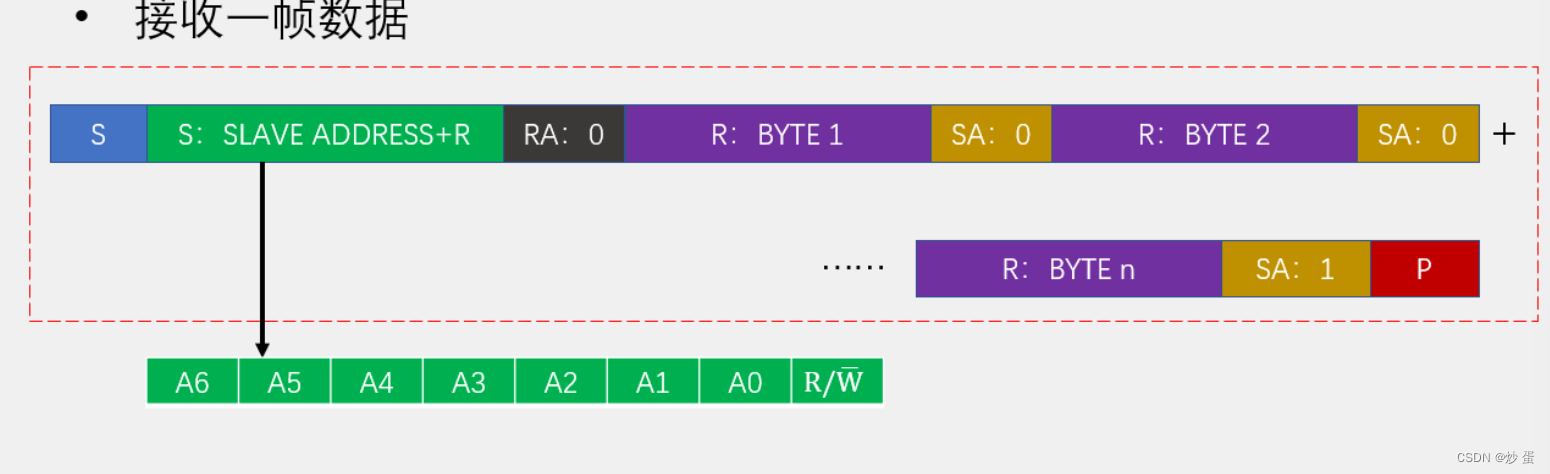 • 接收一帧数据
S S：SLAVE ADDRESS+R RA：0 R：BYTE 1 SA：0 R：BYTE 2 SA：0 +
…… R：BYTE n SA：1 P
A6 A5 A4 A3 A2 A1 A0 R/W̅
CSDN @炒 蛋